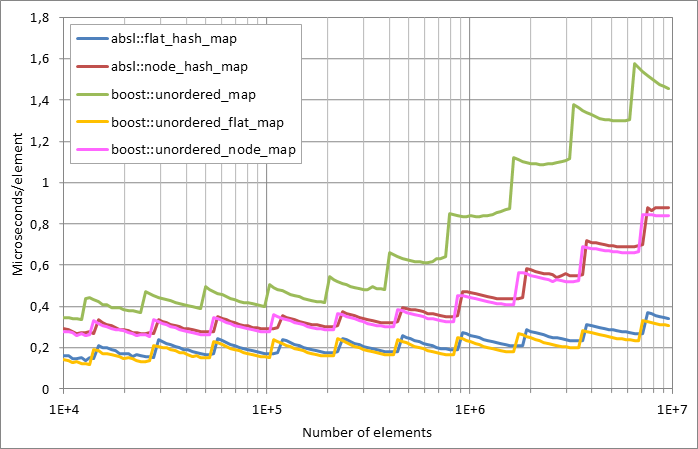 1,8
1,6
1,4
1,2
1
0,8
0,6
0,4
0,2
0
Microseconds/element
absl::flat_hash_map
absl::node_hash_map
boost::unordered_map
boost::unordered_flat_map
boost::unordered_node_map
1E+4 1E+5 1E+6 1E+7
Number of elements